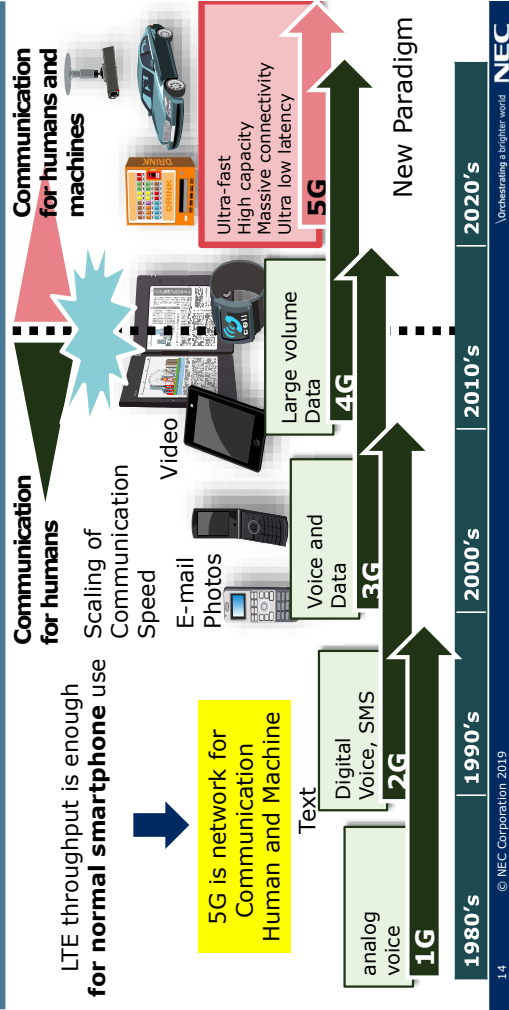 LTE throughput is enough
for normal smartphone use
5G is network for
Communication
Human and Machine
Communication
for humans
Communication
for humans and
machines
Scaling of
Communication
Speed
Text
E-mail
Photos
Video
analog
voice
1G
Digital
Voice, SMS
2G
Voice and
Data
3G
Large volume
Data
4G
Ultra-fast
High capacity
Massive connectivity
Ultra low latency
5G
DRINK
DRINK
New Paradigm
1980’s
1990’s
2000’s
2010’s
2020’s
14
© NEC Corporation 2019
\Orchestrating a brighter world
NEC